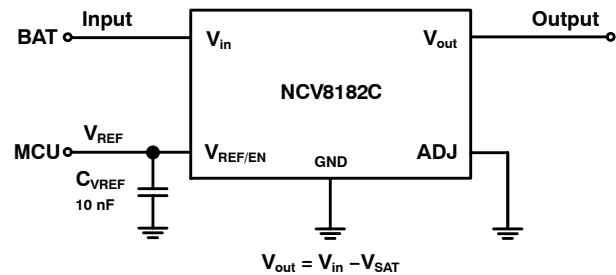 Input
Output
BAT
Vin
Vout
NCV8182C
VREF
MCU
VREF/EN
GND
ADJ
CVREF
10 nF
Vout = Vin −VSAT